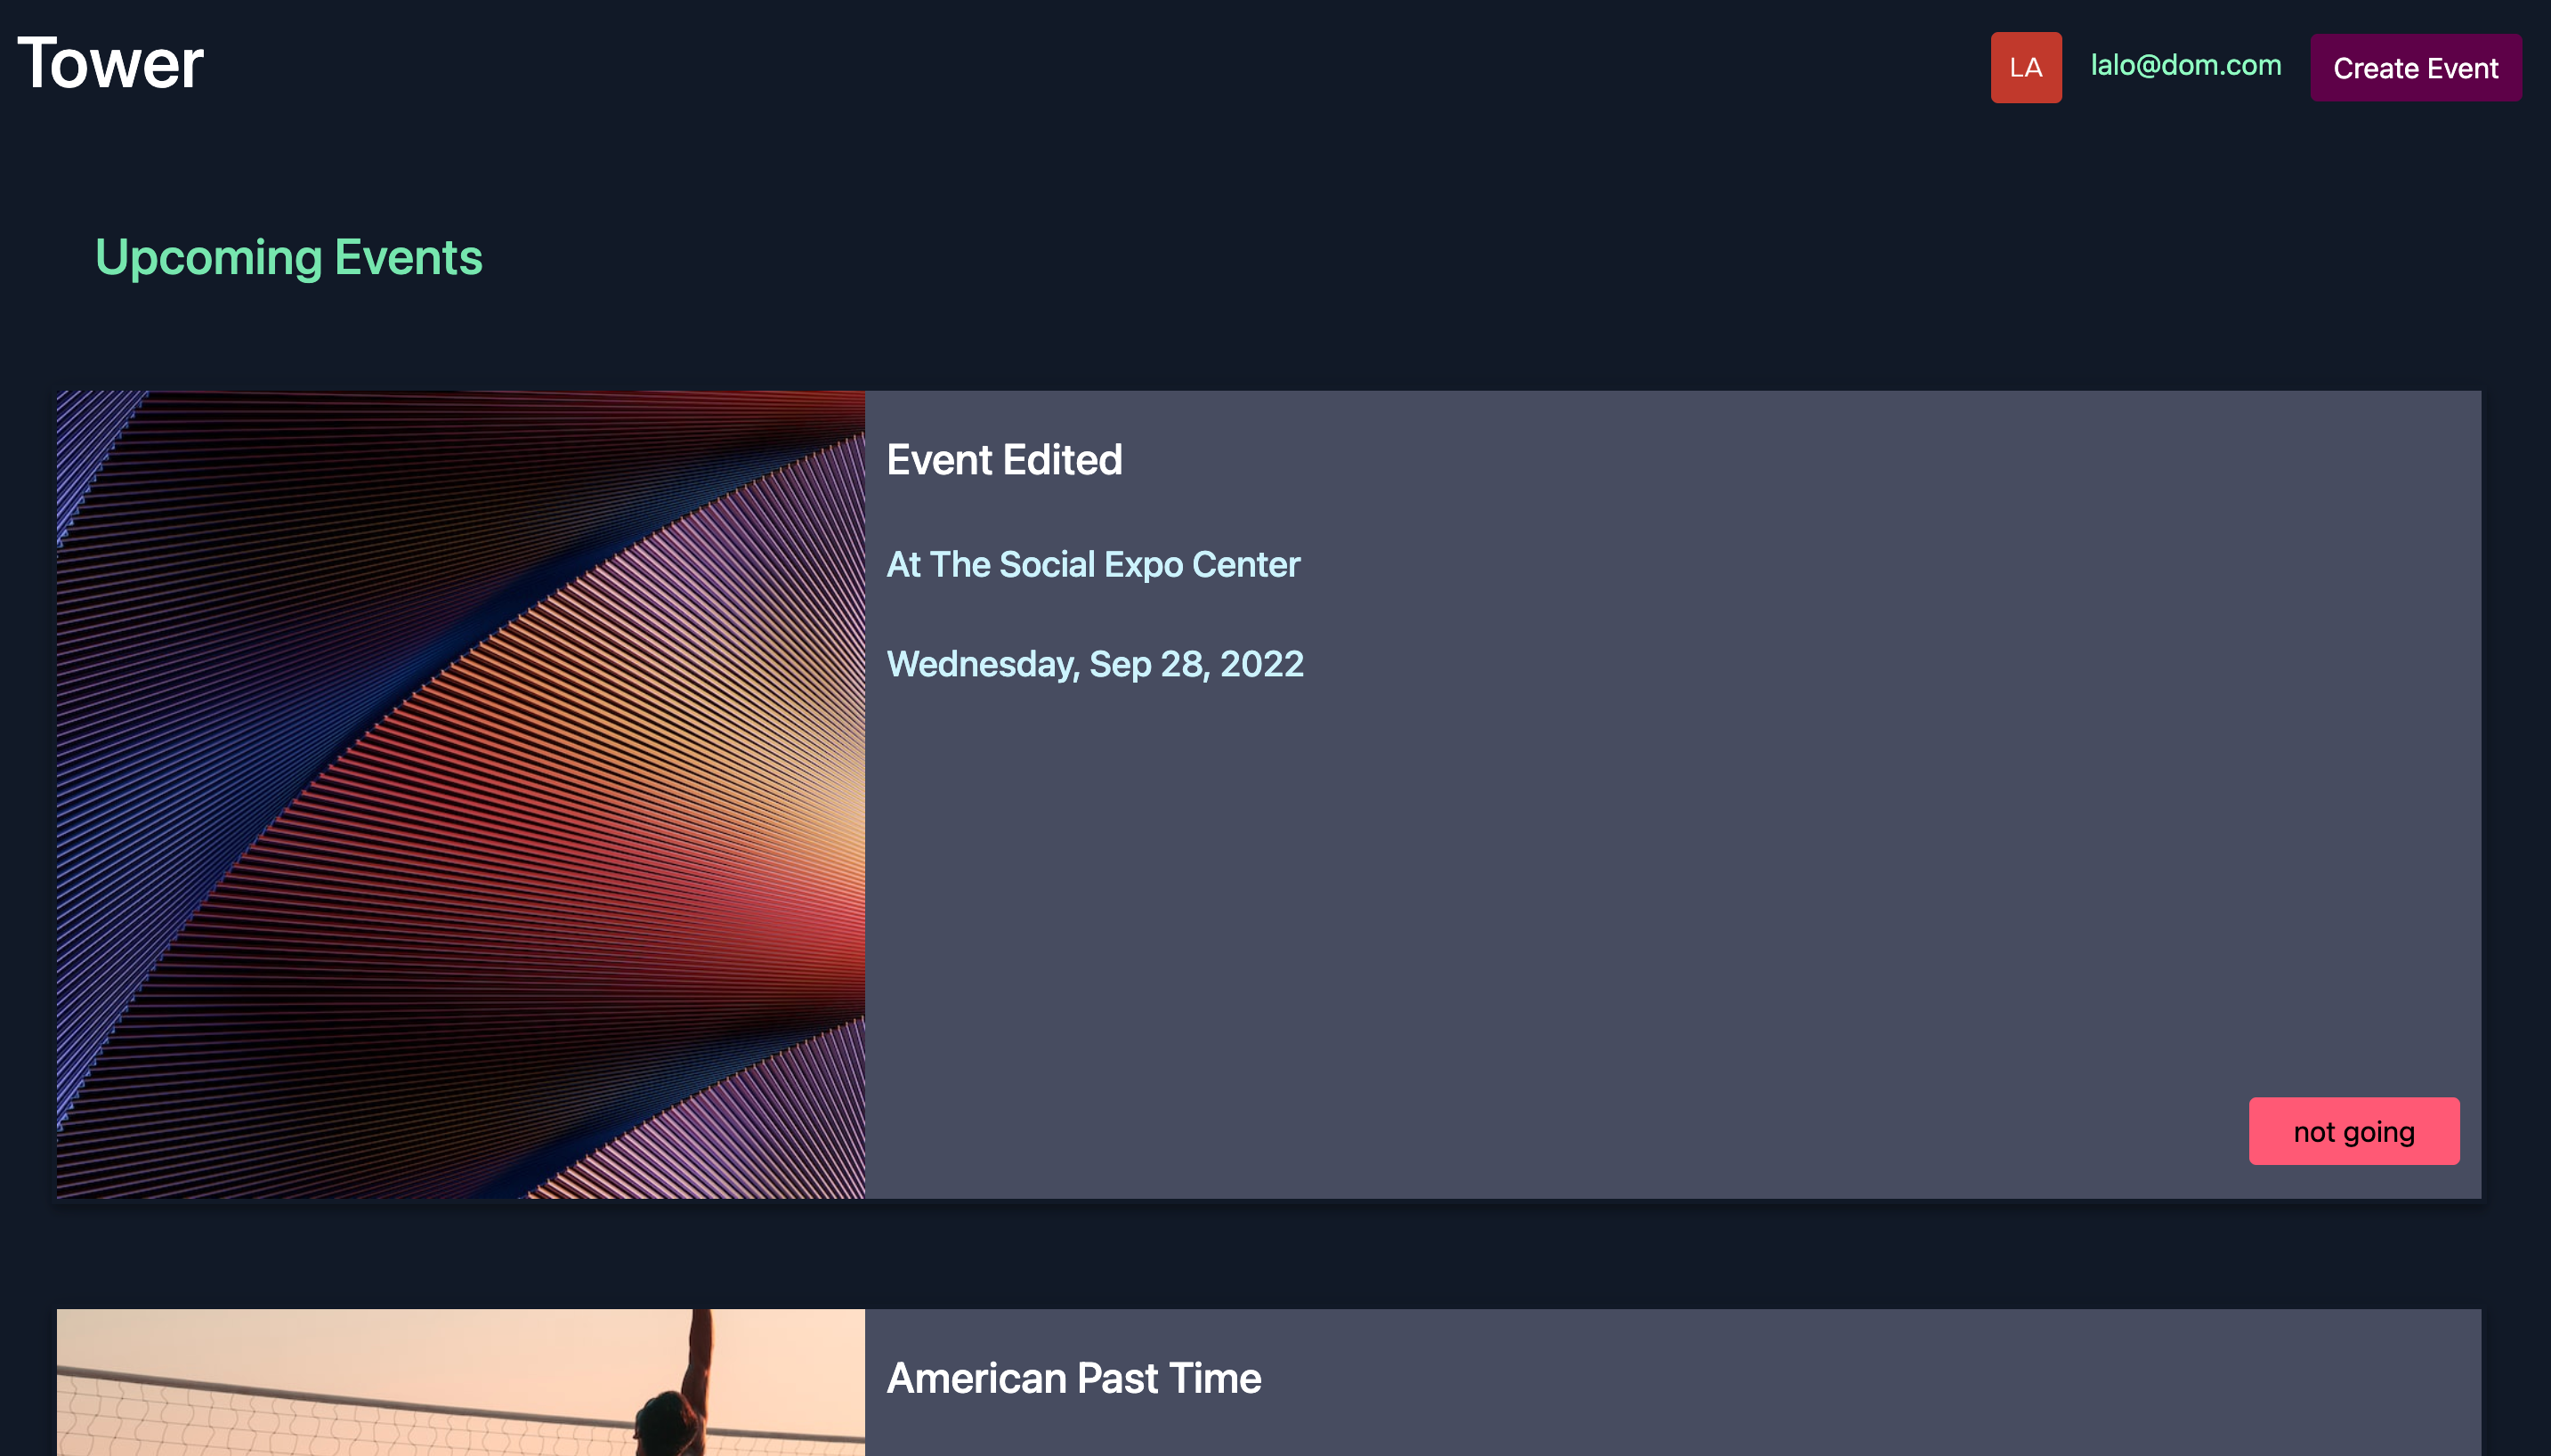 Tower
LA
lalo@dom.com
Create Event
Upcoming Events
Event Edited
At The Social Expo Center
Wednesday, Sep 28, 2022
not going
American Past Time